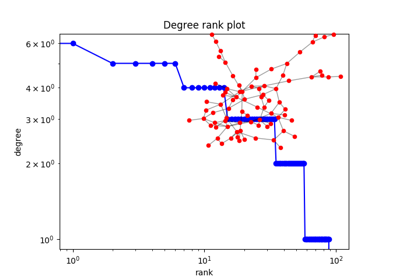 Degree rank plot
6 × 10⁰
4 × 10⁰
3 × 10⁰
2 × 10⁰
10⁰
degree
10⁰
10¹
10²
rank